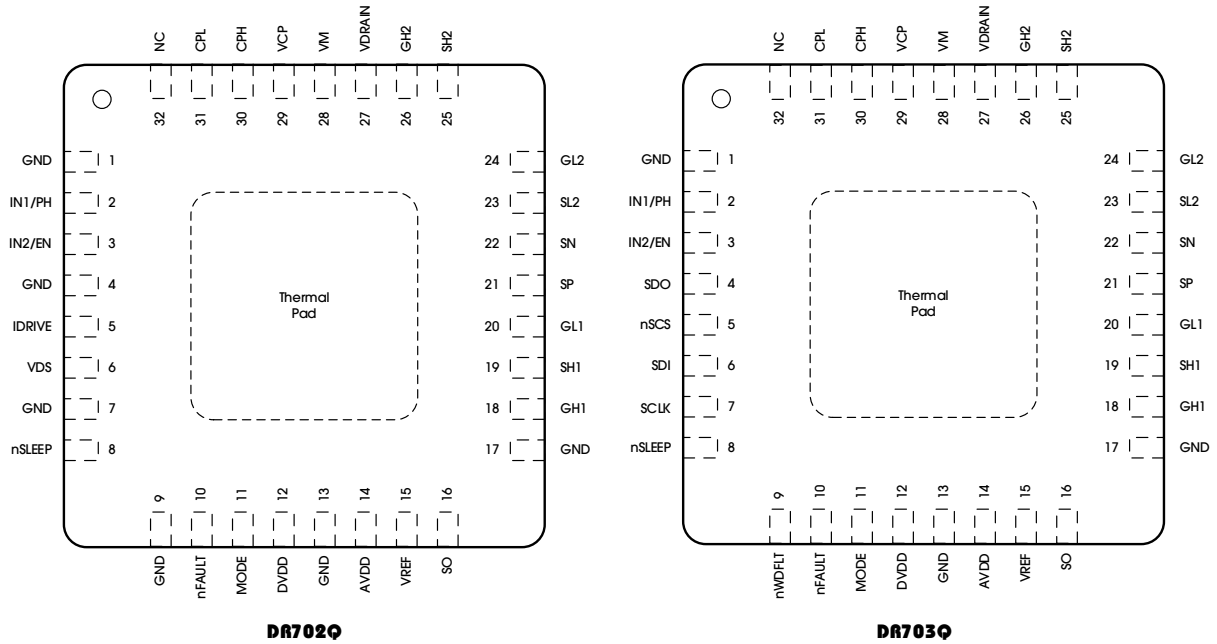 NC CPL CPH VCP VM VDRAIN GH2 SH2
32 31 30 29 28 27 26 25
GND 1
IN1/PH 2
IN2/EN 3
GND 4
IDRIVE 5
VDS 6
GND 7
nSLEEP 8
Thermal
Pad
24 GL2
23 SL2
22 SN
21 SP
20 GL1
19 SH1
18 GH1
17 GND
9 10 11 12 13 14 15 16
GND nFAULT MODE DVDD GND AVDD VREF SO
DR702Q
NC CPL CPH VCP VM VDRAIN GH2 SH2
32 31 30 29 28 27 26 25
GND 1
IN1/PH 2
IN2/EN 3
SDO 4
nSCS 5
SDI 6
SCLK 7
nSLEEP 8
Thermal
Pad
24 GL2
23 SL2
22 SN
21 SP
20 GL1
19 SH1
18 GH1
17 GND
9 10 11 12 13 14 15 16
nWDFLT nFAULT MODE DVDD GND AVDD VREF SO
DR703Q